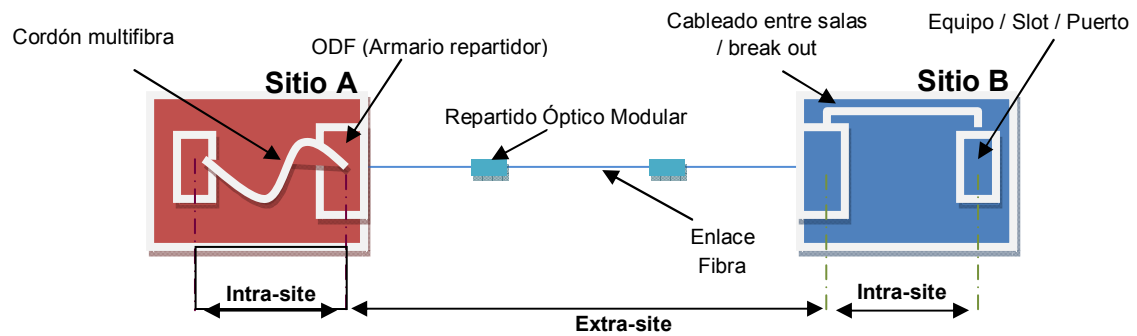 Cordón multifibra
ODF (Armario repartidor)
Cableado entre salas
/ break out
Equipo / Slot / Puerto
Sitio A
Sitio B
Repartido Óptico Modular
Enlace
Fibra
Intra-site
Intra-site
Extra-site